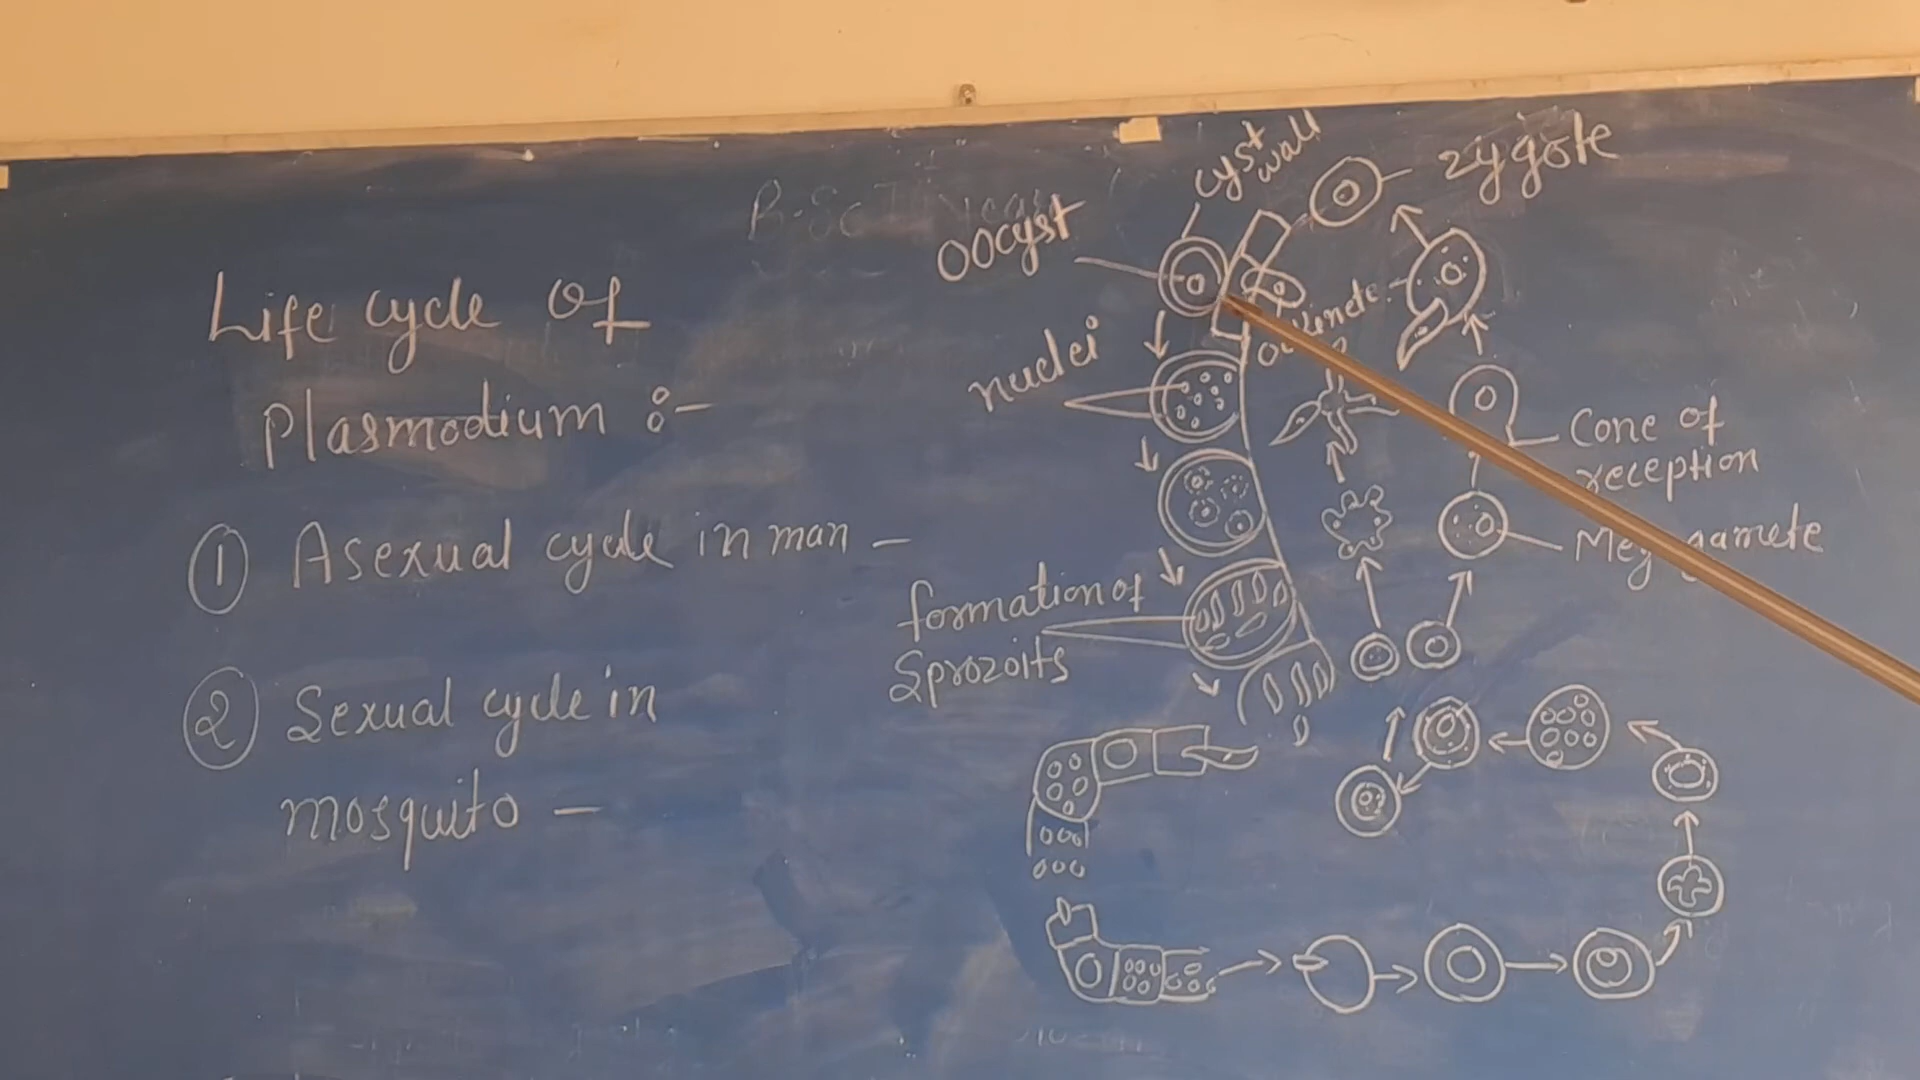 Life cycle of
Plasmodium :-
① Asexual cycle in man -
② Sexual cycle in
mosquito -
cyst wall
zygote
Oocyst
nuclei
Cone of
reception
formation of
Sprozoits